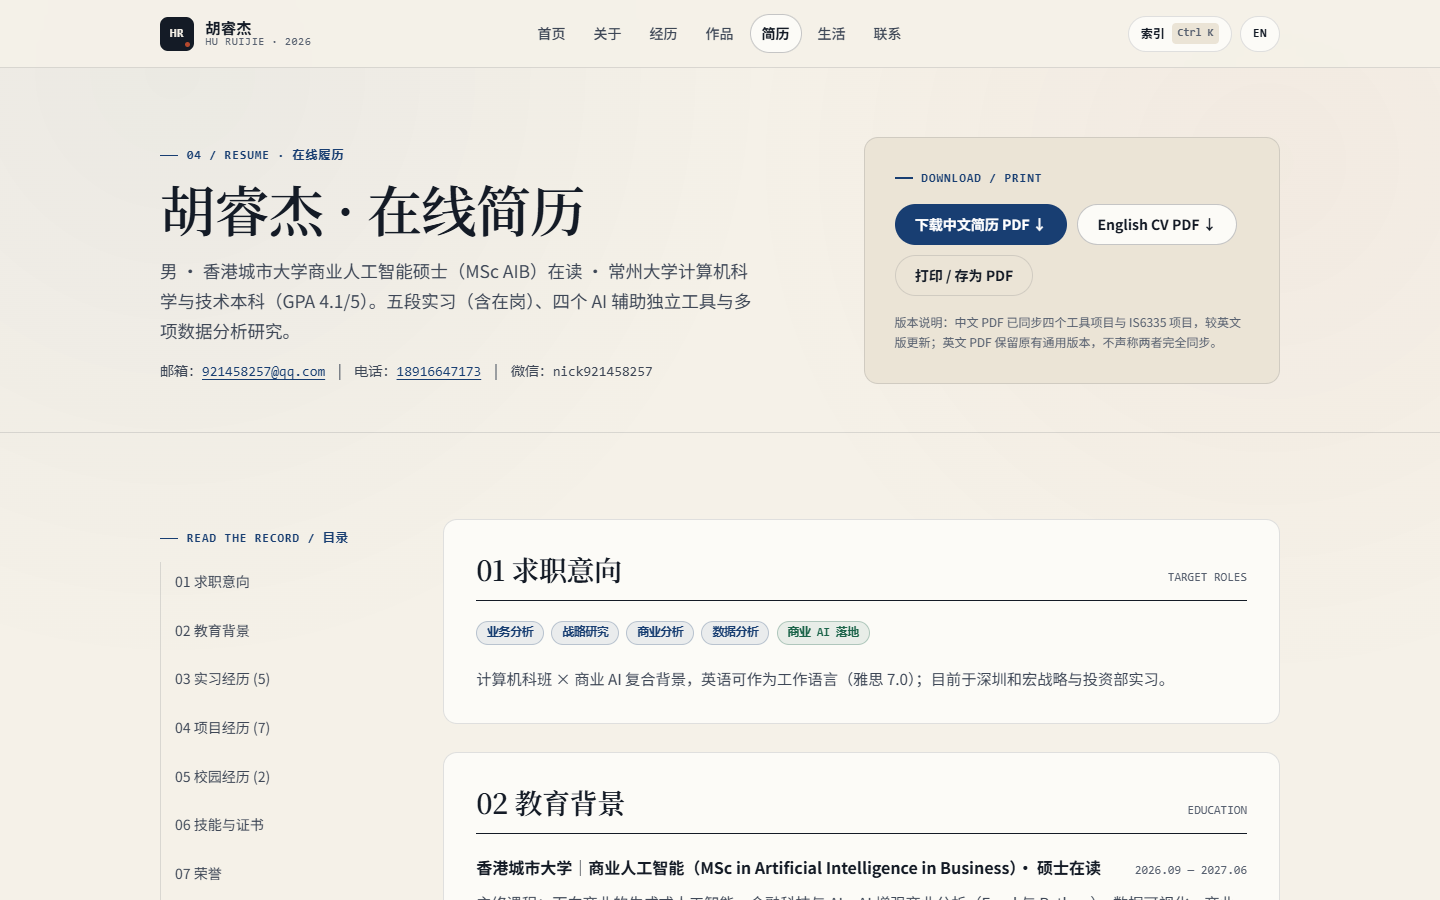 HR
胡睿杰
HU RUIJIE · 2026
首页 关于 经历 作品 简历 生活 联系
索引 Ctrl K EN
04 / RESUME · 在线履历
胡睿杰 · 在线简历
男 · 香港城市大学商业人工智能硕士（MSc AIB）在读 · 常州大学计算机科
学与技术本科（GPA 4.1/5）。五段实习（含在岗）、四个 AI 辅助独立工具与多
项数据分析研究。
邮箱：921458257@qq.com │ 电话：18916647173 │ 微信：nick921458257
DOWNLOAD / PRINT
下载中文简历 PDF ↓ English CV PDF ↓
打印 / 存为 PDF
版本说明：中文 PDF 已同步四个工具项目与 IS6335 项目，较英文
版更新；英文 PDF 保留原有通用版本，不声称两者完全同步。
READ THE RECORD / 目录
01 求职意向
02 教育背景
03 实习经历 (5)
04 项目经历 (7)
05 校园经历 (2)
06 技能与证书
07 荣誉
01 求职意向 TARGET ROLES
业务分析 战略研究 商业分析 数据分析 商业 AI 落地
计算机科班 × 商业 AI 复合背景，英语可作为工作语言（雅思 7.0）；目前于深圳和宏战略与投资部实习。
02 教育背景 EDUCATION
香港城市大学｜商业人工智能（MSc in Artificial Intelligence in Business）· 硕士在读 2026.09 — 2027.06